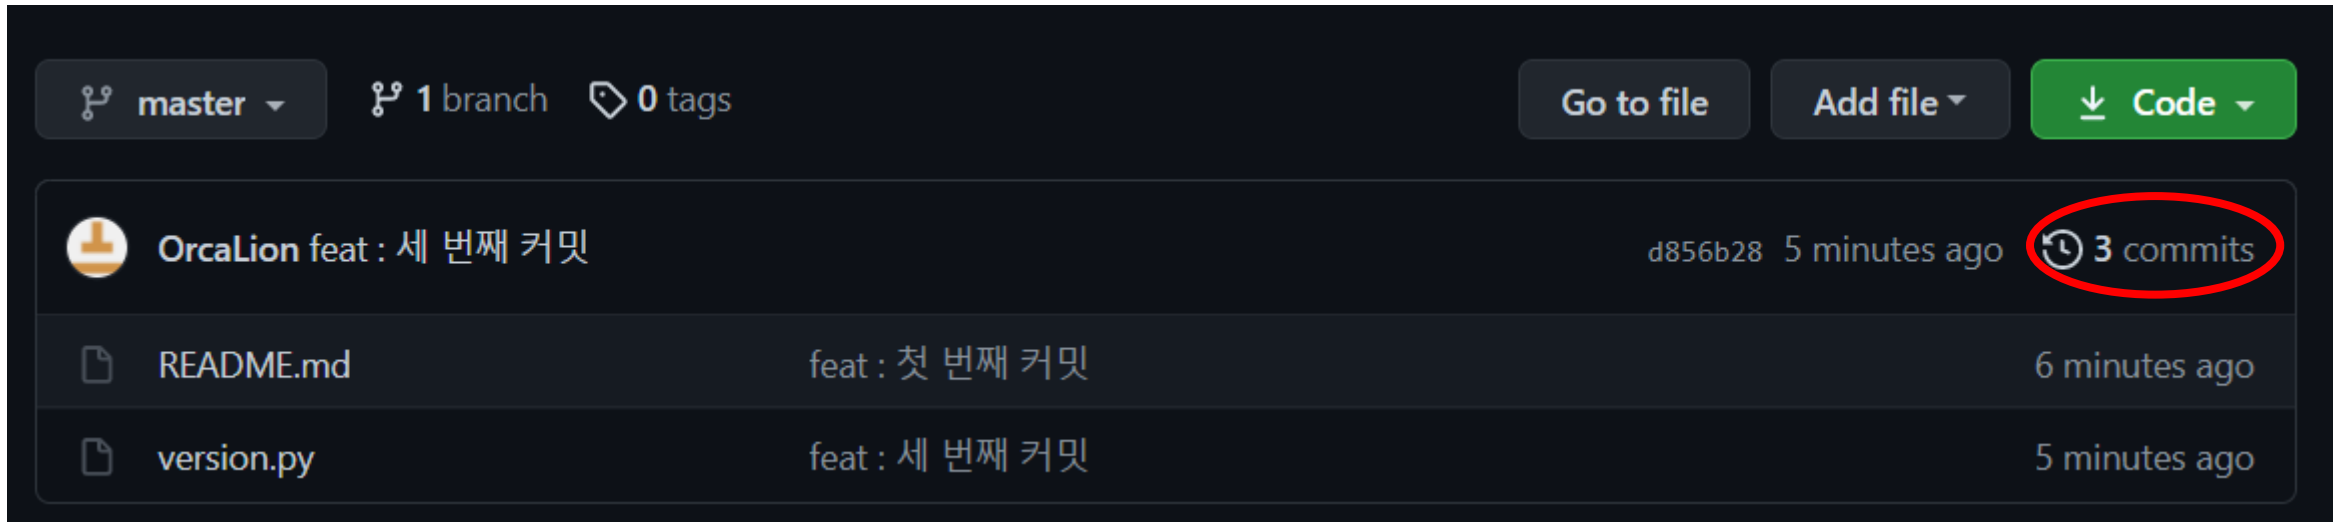 master 1 branch 0 tags Go to file Add file Code
OrcaLion feat : 세 번째 커밋 d856b28 5 minutes ago 3 commits
README.md feat : 첫 번째 커밋 6 minutes ago
version.py feat : 세 번째 커밋 5 minutes ago